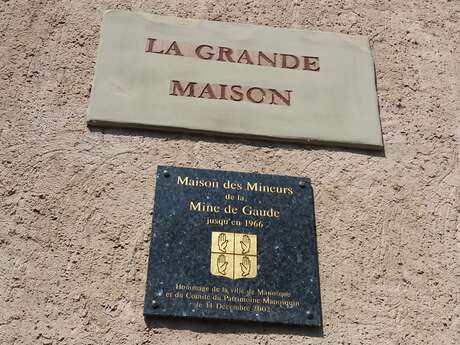 LA GRANDE
MAISON
Maison des Mineurs
de la
Mine de Gaude
jusqu'en 1966
Hommage de la ville de Manosque
et du Comité du Patrimoine Manosquin
de 14 Décembre 2002